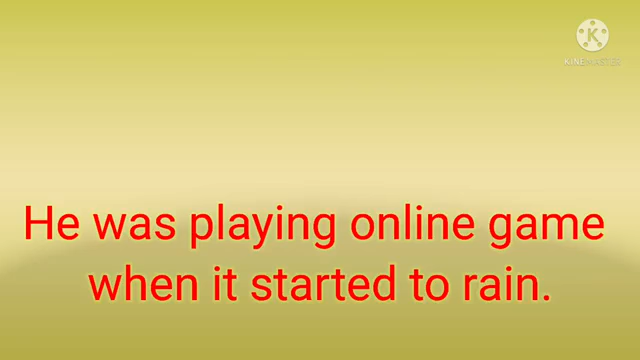 K
KINEMASTER
He was playing online game
when it started to rain.